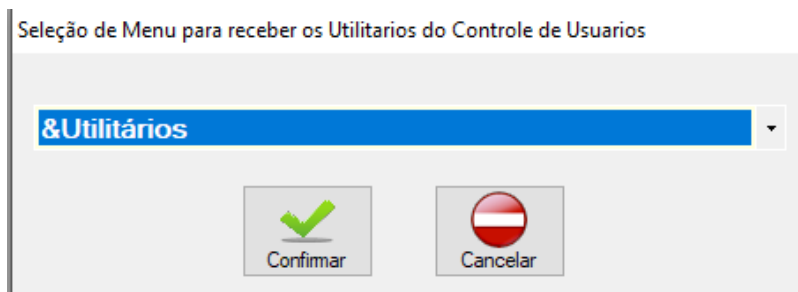 Seleção de Menu para receber os Utilitarios do Controle de Usuarios
&Utilitários
Confirmar Cancelar